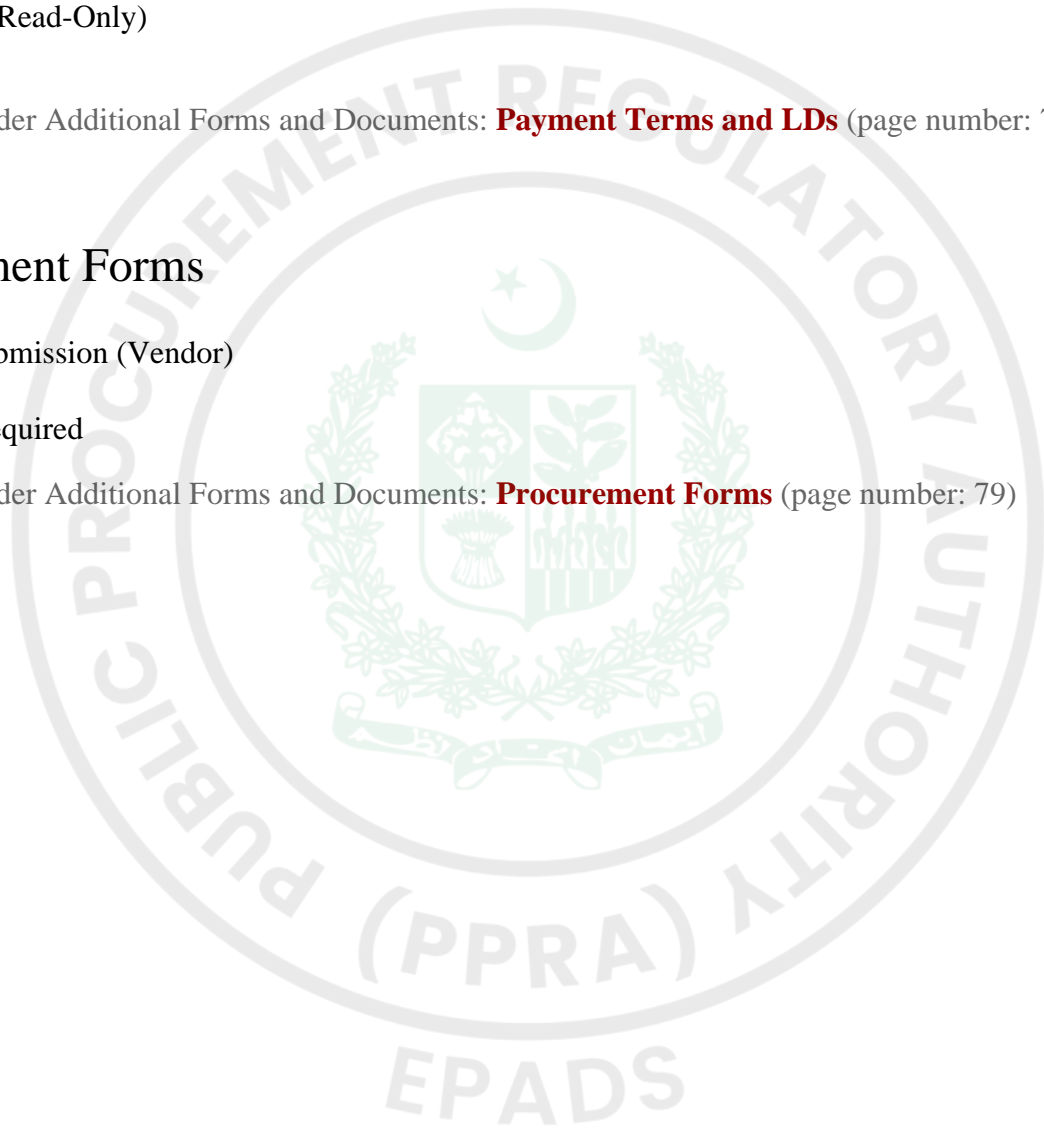 Read-Only)
der Additional Forms and Documents: Payment Terms and LDs (page number:
nent Forms
omission (Vendor)
equired
der Additional Forms and Documents: Procurement Forms (page number: 79)
PUBLIC PROCUREMENT REGULATORY AUTHORITY
(PPRA)
EPADS